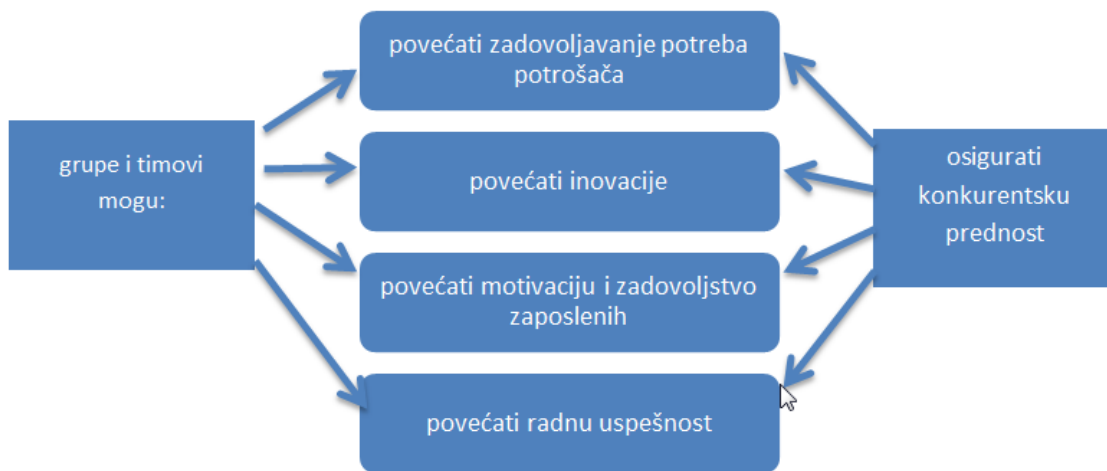 grupe i timovi
mogu:
povećati zadovoljavanje potreba
potrošača
povećati inovacije
povećati motivaciju i zadovoljstvo
zaposlenih
povećati radnu uspešnost
osigurati
konkurentsku
prednost